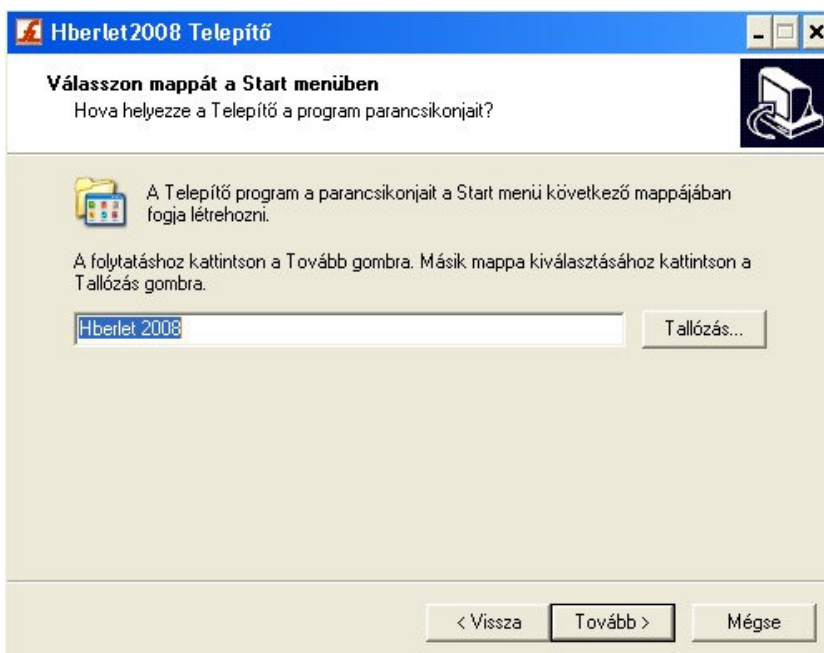 Hberlet2008 Telepítő
Válasszon mappát a Start menüben
Hova helyezze a Telepítő a program parancsikonjait?
A Telepítő program a parancsikonjait a Start menü következő mappájában
fogja létrehozni.
A folytatáshoz kattintson a Tovább gombra. Másik mappa kiválasztásához kattintson a
Tallózás gombra.
Hberlet 2008
Tallózás...
< Vissza
Tovább >
Mégse